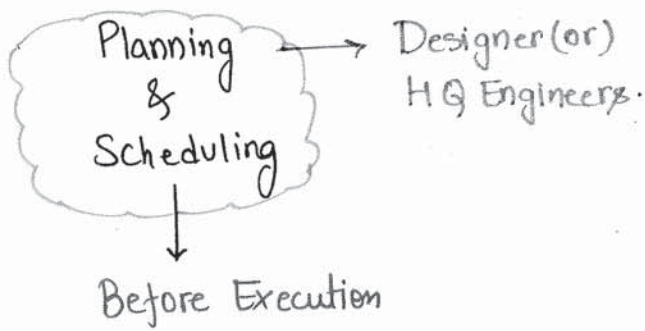 Planning
&
Scheduling
Designer (or)
HQ Engineers.
Before Execution